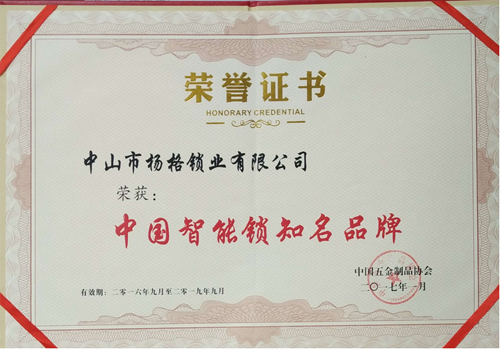 荣誉证书
HONORARY CREDENTIAL
中山市杨格锁业有限公司
荣获：
中国智能锁知名品牌
中国五金制品协会
二〇一七年一月
有效期：二零一六年九月至二零一九年九月